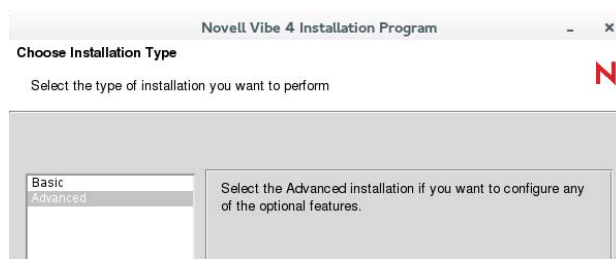 Novell Vibe 4 Installation Program
Choose Installation Type
Select the type of installation you want to perform
N
Basic
Advanced
Select the Advanced installation if you want to configure any
of the optional features.